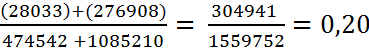 (28033)+(276908)/474542 +1085210 = 304941/1559752 = 0,20